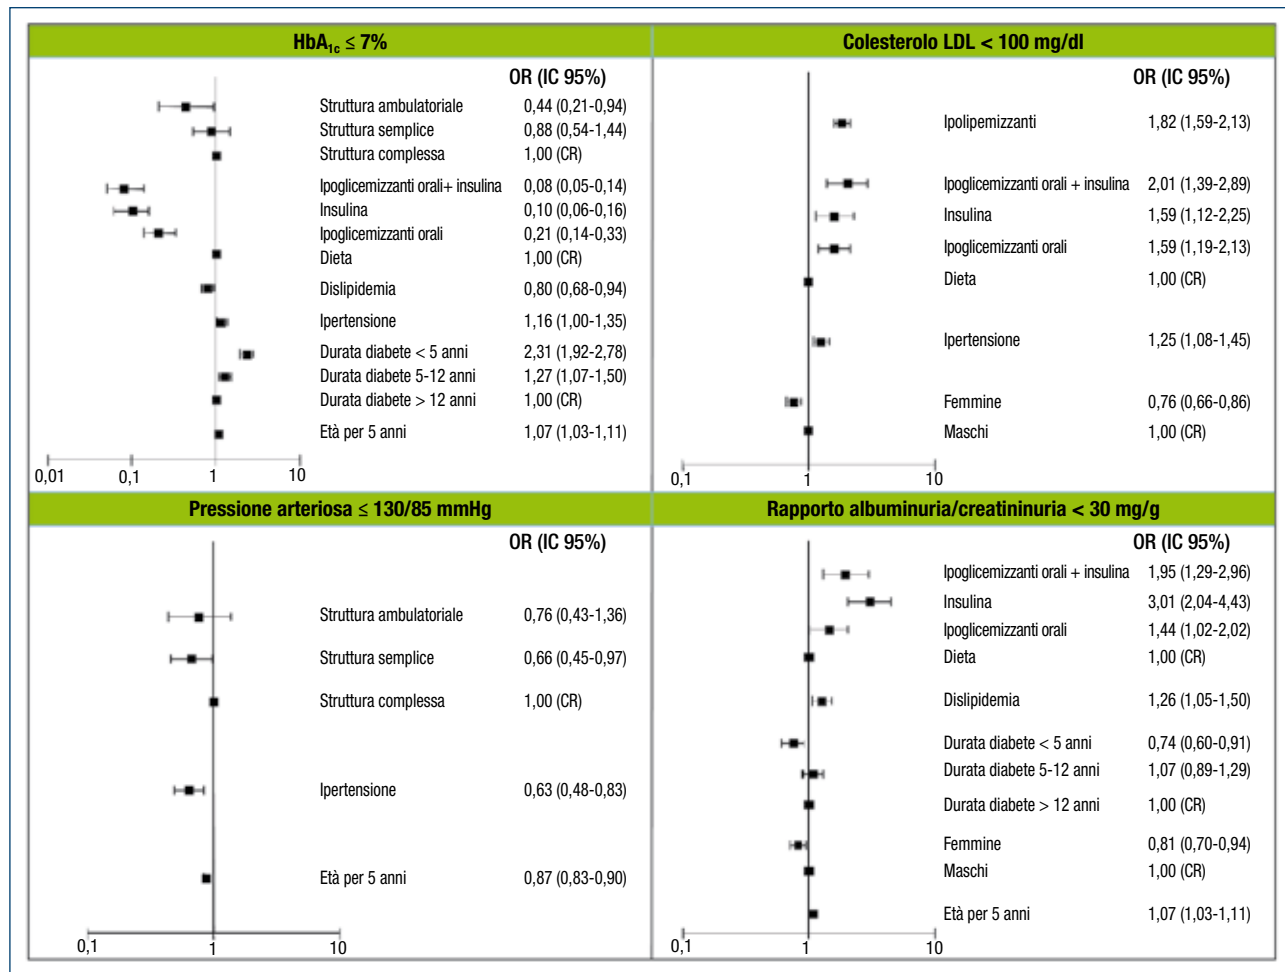 HbA1c ≤ 7%
OR (IC 95%)
Struttura ambulatoriale 0,44 (0,21-0,94)
Struttura semplice 0,88 (0,54-1,44)
Struttura complessa 1,00 (CR)
Ipoglicemizzanti orali+ insulina 0,08 (0,05-0,14)
Insulina 0,10 (0,06-0,16)
Ipoglicemizzanti orali 0,21 (0,14-0,33)
Dieta 1,00 (CR)
Dislipidemia 0,80 (0,68-0,94)
Ipertensione 1,16 (1,00-1,35)
Durata diabete < 5 anni 2,31 (1,92-2,78)
Durata diabete 5-12 anni 1,27 (1,07-1,50)
Durata diabete > 12 anni 1,00 (CR)
Età per 5 anni 1,07 (1,03-1,11)
0,01 0,1 1 10
Colesterolo LDL < 100 mg/dl
OR (IC 95%)
Ipolipemizzanti 1,82 (1,59-2,13)
Ipoglicemizzanti orali + insulina 2,01 (1,39-2,89)
Insulina 1,59 (1,12-2,25)
Ipoglicemizzanti orali 1,59 (1,19-2,13)
Dieta 1,00 (CR)
Ipertensione 1,25 (1,08-1,45)
Femmine 0,76 (0,66-0,86)
Maschi 1,00 (CR)
0,1 1 10
Pressione arteriosa ≤ 130/85 mmHg
OR (IC 95%)
Struttura ambulatoriale 0,76 (0,43-1,36)
Struttura semplice 0,66 (0,45-0,97)
Struttura complessa 1,00 (CR)
Ipertensione 0,63 (0,48-0,83)
Età per 5 anni 0,87 (0,83-0,90)
0,1 1 10
Rapporto albuminuria/creatininuria < 30 mg/g
OR (IC 95%)
Ipoglicemizzanti orali + insulina 1,95 (1,29-2,96)
Insulina 3,01 (2,04-4,43)
Ipoglicemizzanti orali 1,44 (1,02-2,02)
Dieta 1,00 (CR)
Dislipidemia 1,26 (1,05-1,50)
Durata diabete < 5 anni 0,74 (0,60-0,91)
Durata diabete 5-12 anni 1,07 (0,89-1,29)
Durata diabete > 12 anni 1,00 (CR)
Femmine 0,81 (0,70-0,94)
Maschi 1,00 (CR)
Età per 5 anni 1,07 (1,03-1,11)
0,1 1 10